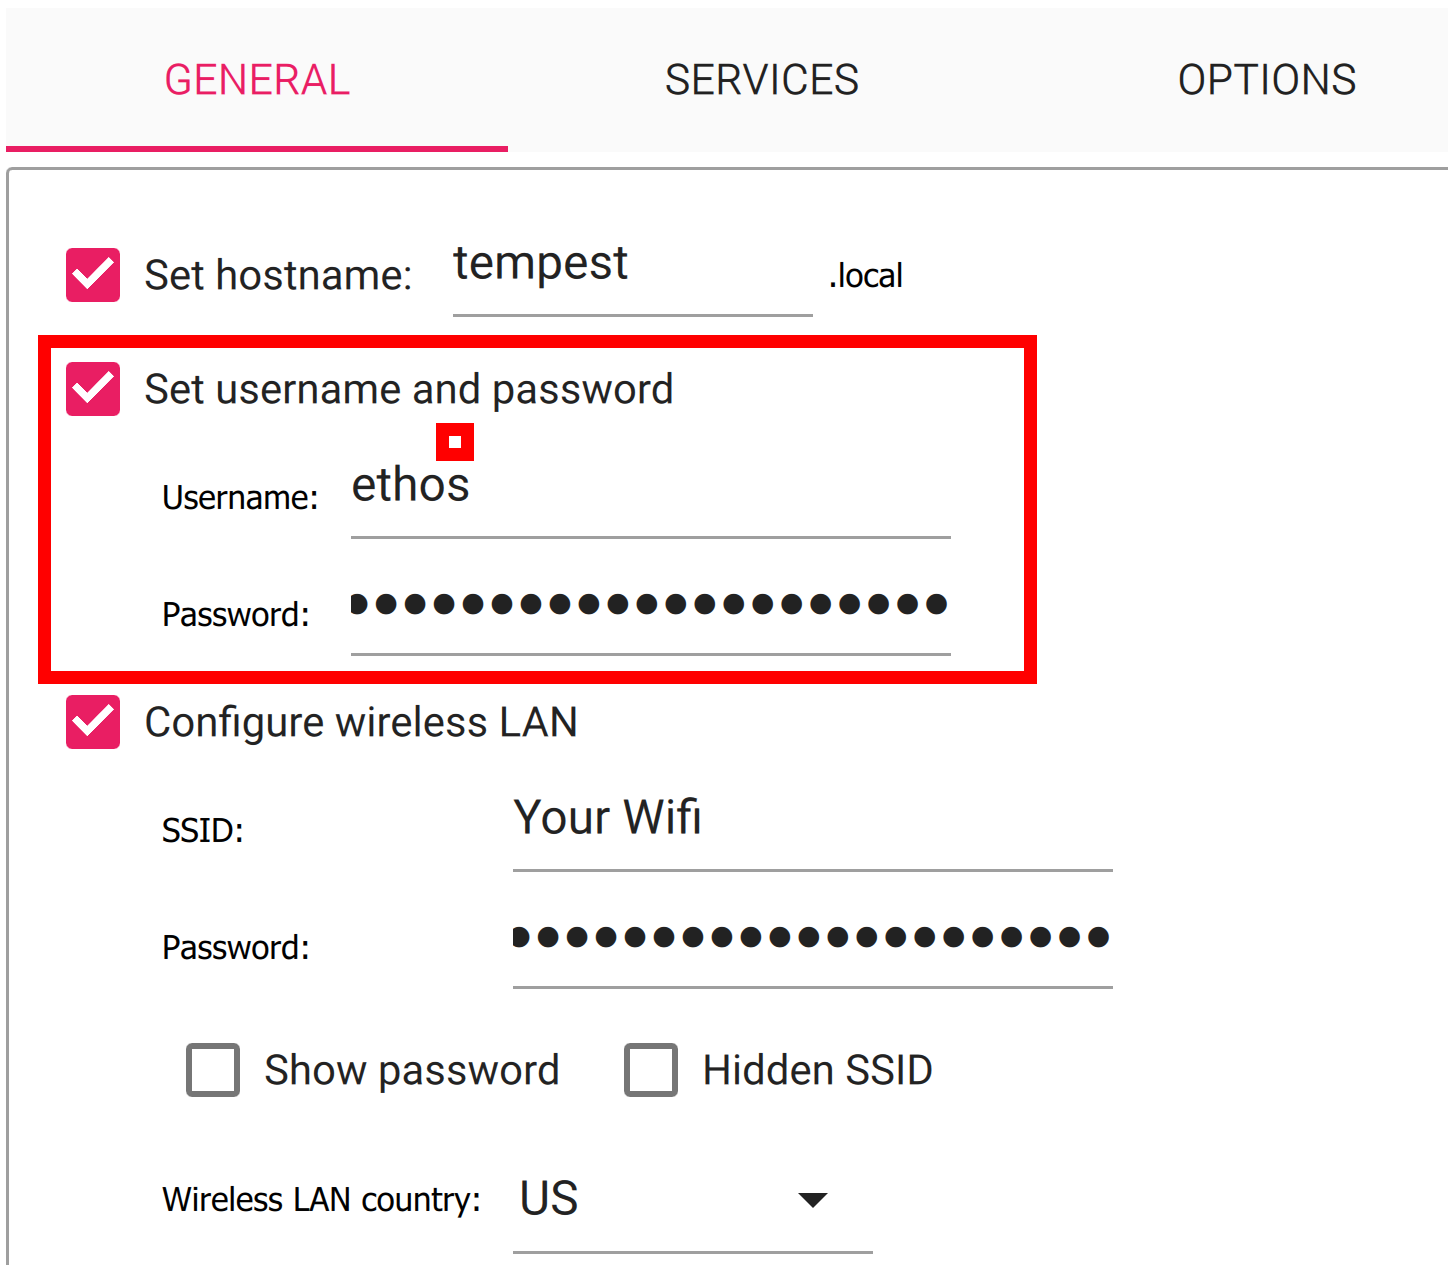 GENERAL SERVICES OPTIONS
Set hostname: tempest .local
Set username and password
Username: ethos
Password: ●●●●●●●●●●●●●●●●●●●●●
Configure wireless LAN
SSID: Your Wifi
Password: ●●●●●●●●●●●●●●●●●●●●●
Show password Hidden SSID
Wireless LAN country: US